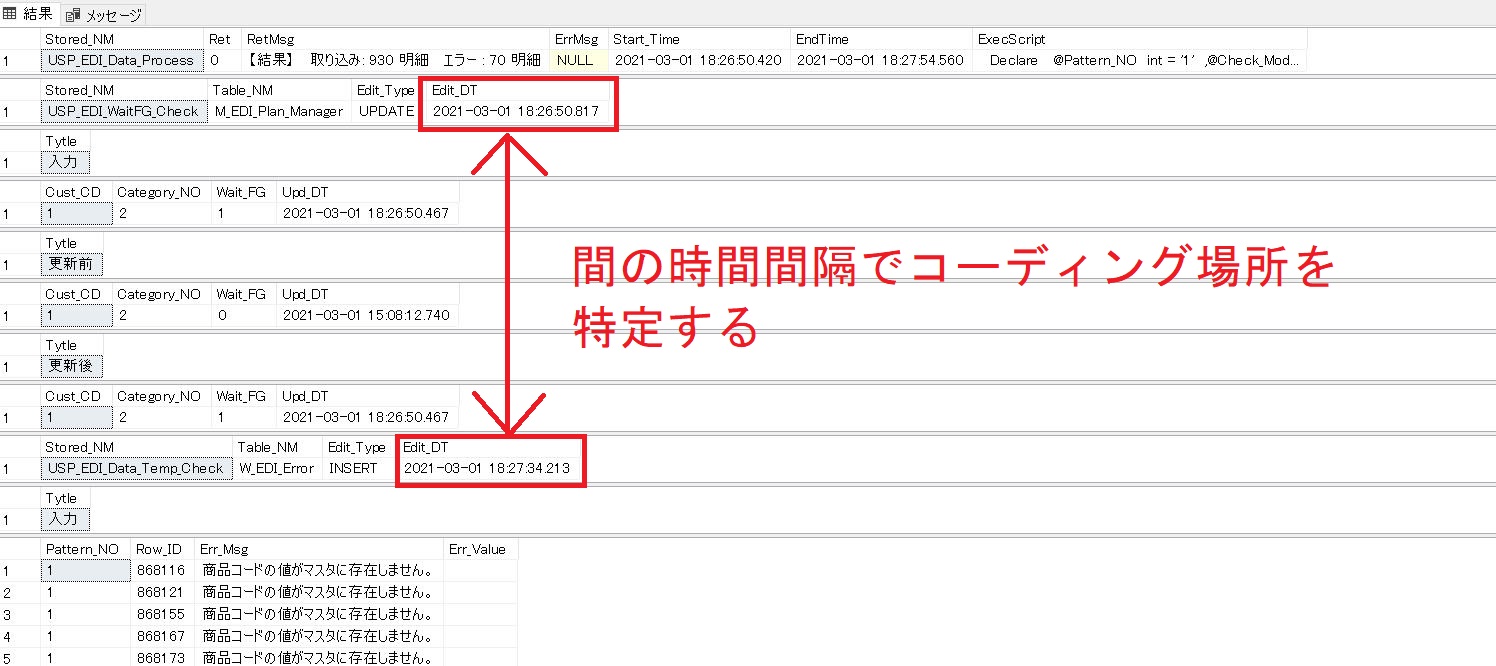 結果 メッセージ
Stored_NM Ret RetMsg ErrMsg Start_Time EndTime ExecScript
1 USP_EDI_Data_Process 0 【結果】 取り込み: 930 明細 エラー : 70 明細 NULL 2021-03-01 18:26:50.420 2021-03-01 18:27:54.560 Declare @Pattern_NO int = '1' ,@Check_Mod...
Stored_NM Table_NM Edit_Type Edit_DT
1 USP_EDI_WaitFG_Check M_EDI_Plan_Manager UPDATE 2021-03-01 18:26:50.817
Tytle
1 入力
Cust_CD Category_NO Wait_FG Upd_DT
1 1 2 1 2021-03-01 18:26:50.467
Tytle
1 更新前
Cust_CD Category_NO Wait_FG Upd_DT
1 1 2 0 2021-03-01 15:08:12.740
Tytle
1 更新後
Cust_CD Category_NO Wait_FG Upd_DT
1 1 2 1 2021-03-01 18:26:50.467
間の時間間隔でコーディング場所を
特定する
Stored_NM Table_NM Edit_Type Edit_DT
1 USP_EDI_Data_Temp_Check W_EDI_Error INSERT 2021-03-01 18:27:34.213
Tytle
1 入力
Pattern_NO Row_ID Err_Msg Err_Value
1 1 868116 商品コードの値がマスタに存在しません。
2 1 868121 商品コードの値がマスタに存在しません。
3 1 868155 商品コードの値がマスタに存在しません。
4 1 868167 商品コードの値がマスタに存在しません。
5 1 868173 商品コードの値がマスタに存在しません。